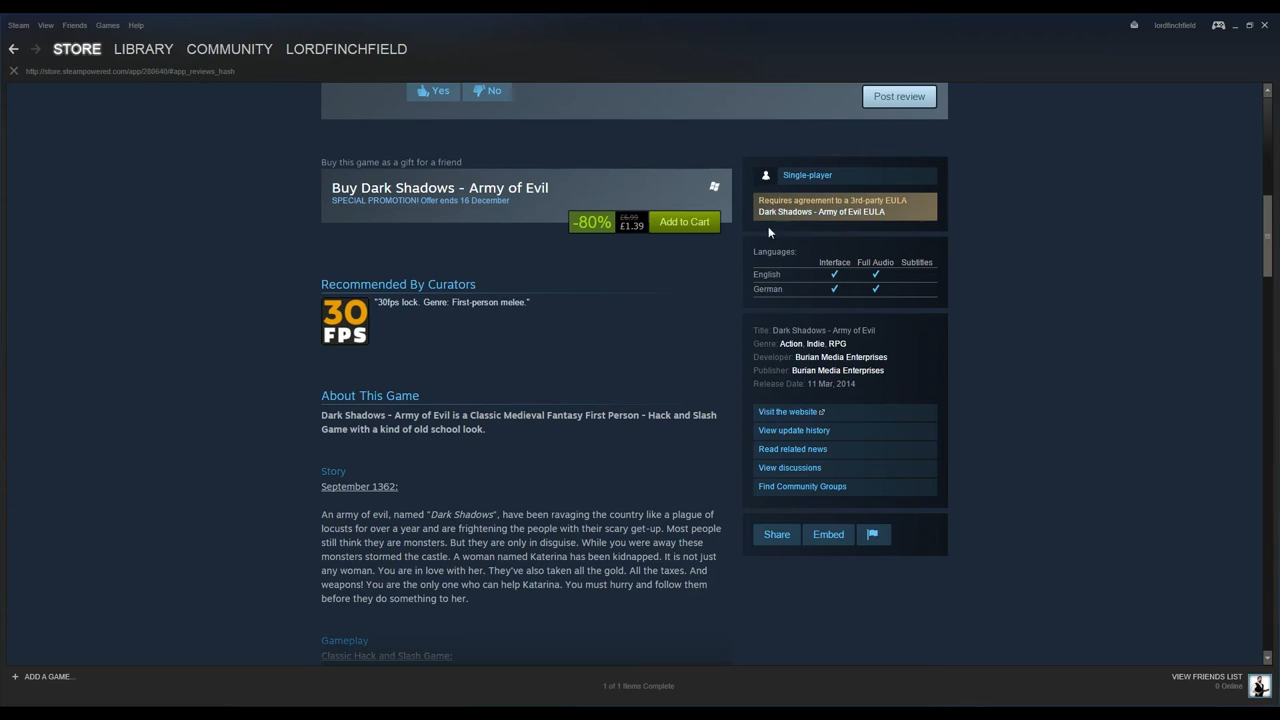 Steam View Friends Games Help
lordfinchfield
STORE LIBRARY COMMUNITY LORDFINCHFIELD
http://store.steampowered.com/app/280640/#app_reviews_hash
Yes No
Post review
Buy this game as a gift for a friend
Buy Dark Shadows - Army of Evil
SPECIAL PROMOTION! Offer ends 16 December
-80% £6.99 £1.39 Add to Cart
Recommended By Curators
30 FPS
"30fps lock. Genre: First-person melee."
About This Game
Dark Shadows - Army of Evil is a Classic Medieval Fantasy First Person - Hack and Slash
Game with a kind of old school look.
Story
September 1362:
An army of evil, named "Dark Shadows", have been ravaging the country like a plague of
locusts for over a year and are frightening the people with their scary get-up. Most people
still think they are monsters. But they are only in disguise. While you were away these
monsters stormed the castle. A woman named Katerina has been kidnapped. It is not just
any woman. You are in love with her. They've also taken all the gold. All the taxes. And
weapons! You are the only one who can help Katarina. You must hurry and follow them
before they do something to her.
Gameplay
Classic Hack and Slash Game:
Single-player
Requires agreement to a 3rd-party EULA
Dark Shadows - Army of Evil EULA
Languages:
Interface Full Audio Subtitles
English ✔ ✔
German ✔ ✔
Title: Dark Shadows - Army of Evil
Genre: Action, Indie, RPG
Developer: Burian Media Enterprises
Publisher: Burian Media Enterprises
Release Date: 11 Mar, 2014
Visit the website
View update history
Read related news
View discussions
Find Community Groups
Share Embed
+ ADD A GAME...
1 of 1 Items Complete
VIEW FRIENDS LIST
0 Online